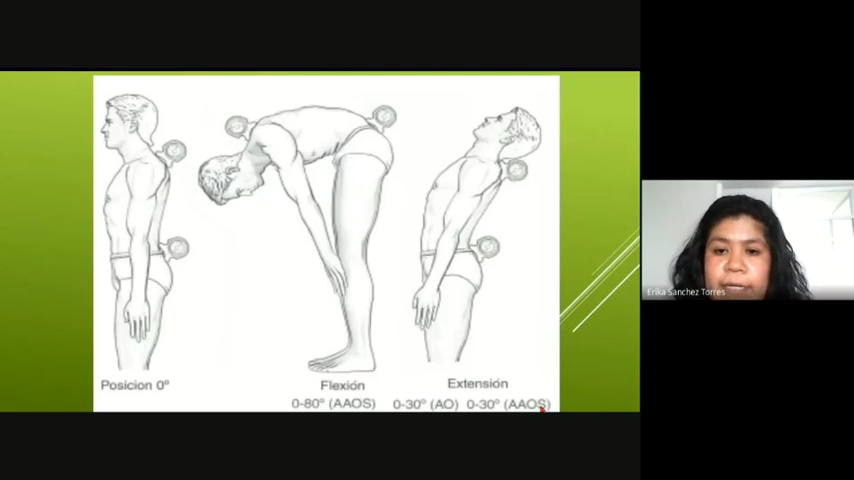 Posicion 0º
Flexión
0-80º (AAOS)
Extensión
0-30º (AO) 0-30º (AAOS)
Erika Sanchez Torres